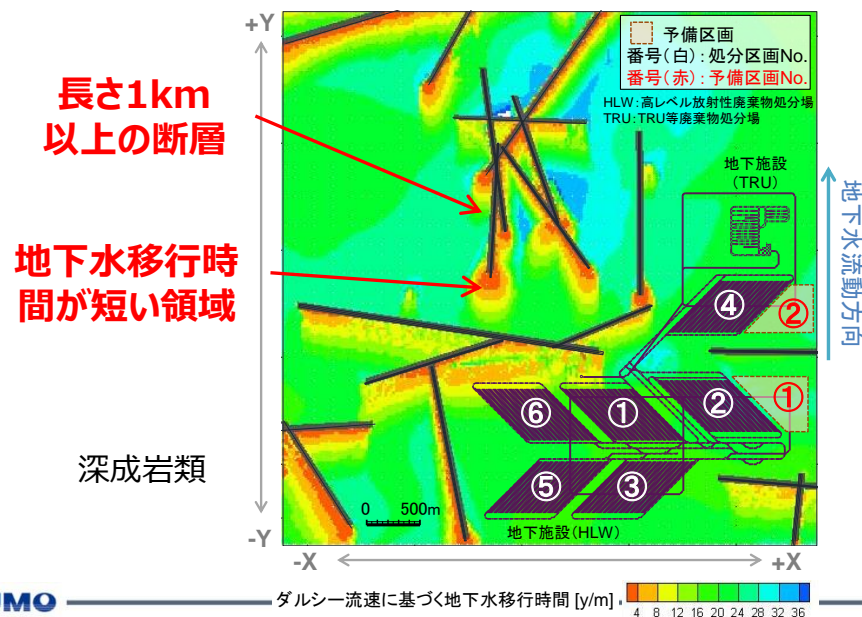 +Y
予備区画
番号(白):処分区画No.
番号(赤):予備区画No.
HLW:高レベル放射性廃棄物処分場
TRU:TRU等廃棄物処分場
長さ1km
以上の断層
地下施設
(TRU)
地下水流動方向
地下水移行時
間が短い領域
④
②
①
⑥
①
②
⑤
③
深成岩類
0 500m
地下施設(HLW)
-Y
-X
+X
ダルシー流速に基づく地下水移行時間 [y/m]
4 8 12 16 20 24 28 32 36